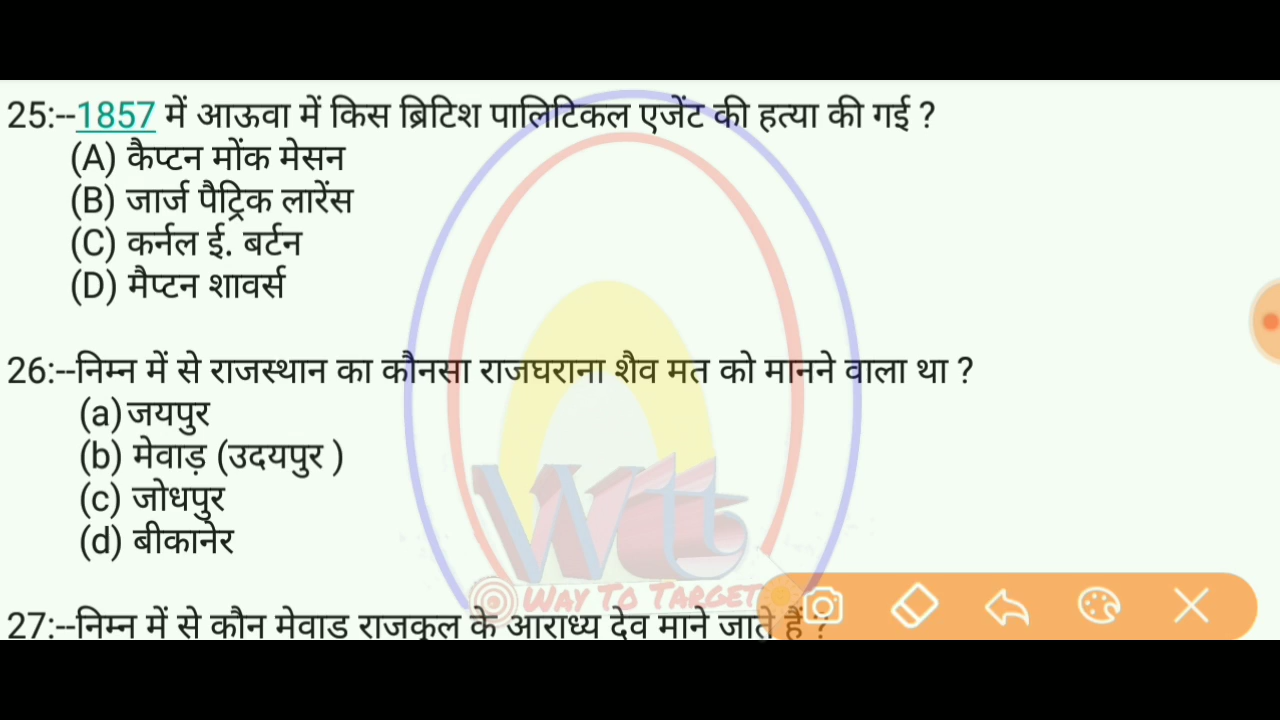 25:--1857 में आऊवा में किस ब्रिटिश पालिटिकल एजेंट की हत्या की गई ?
(A) कैप्टन मोंक मेसन
(B) जार्ज पैट्रिक लारेंस
(C) कर्नल ई. बर्टन
(D) मैप्टन शावर्स
26:--निम्न में से राजस्थान का कौनसा राजघराना शैव मत को मानने वाला था ?
(a) जयपुर
(b) मेवाड़ (उदयपुर )
(c) जोधपुर
(d) बीकानेर
Wtt
WAY TO TARGET
27:--निम्न में से कौन मेवाड राजकुल के आराध्य देव माने जाते हैं ?